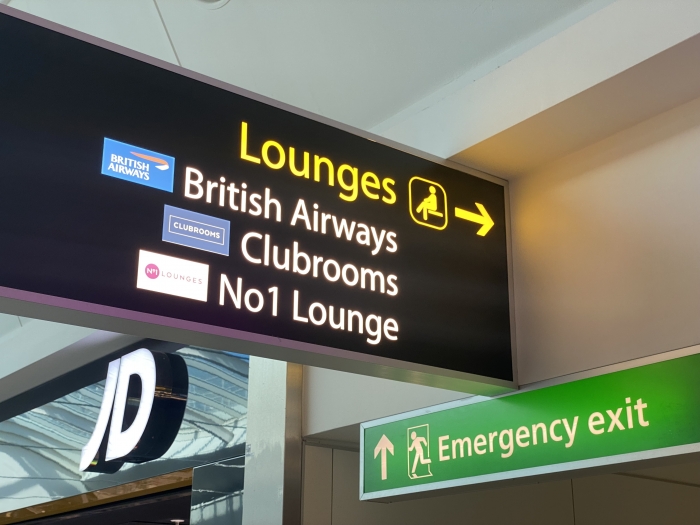 Lounges
BRITISH AIRWAYS
British Airways
CLUBROOMS
Clubrooms
No1 LOUNGES
No1 Lounge
JD
Emergency exit